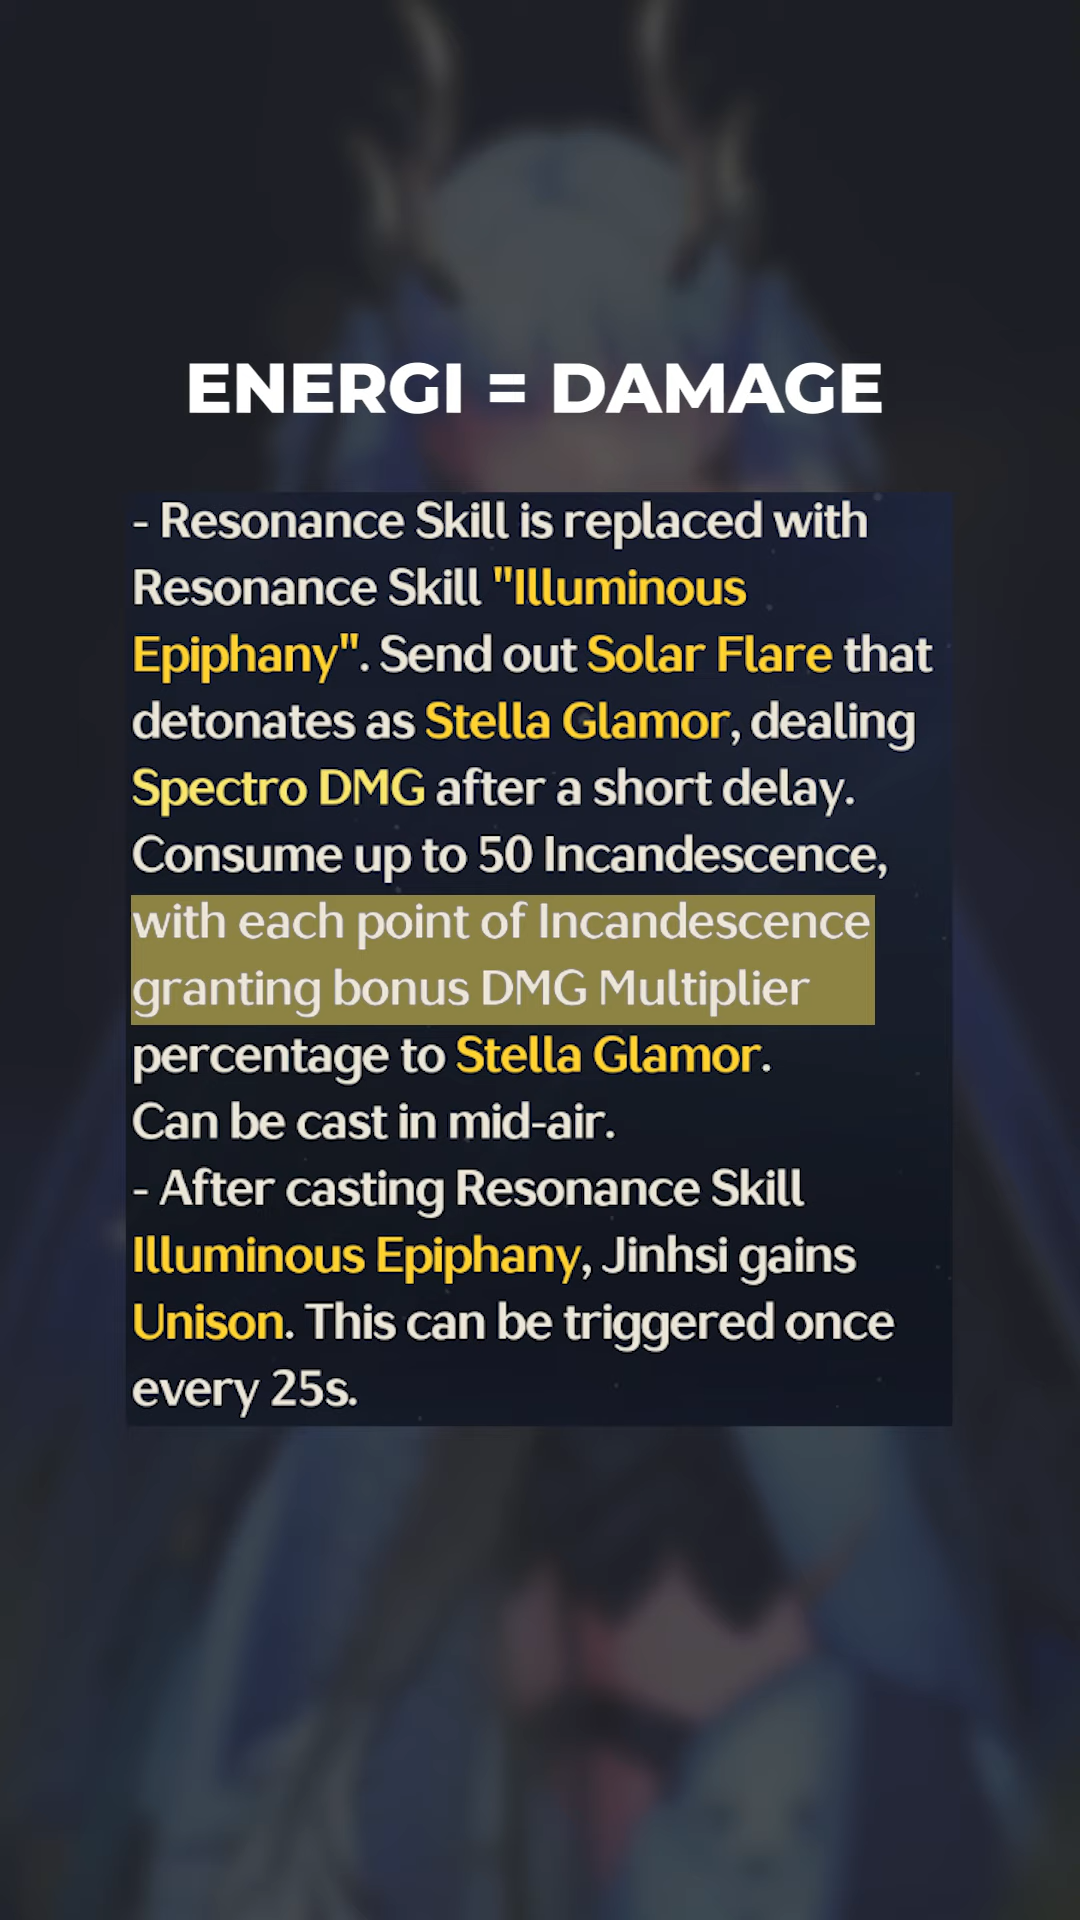 ENERGI = DAMAGE
- Resonance Skill is replaced with
Resonance Skill "Illuminous
Epiphany". Send out Solar Flare that
detonates as Stella Glamor, dealing
Spectro DMG after a short delay.
Consume up to 50 Incandescence,
with each point of Incandescence
granting bonus DMG Multiplier
percentage to Stella Glamor.
Can be cast in mid-air.
- After casting Resonance Skill
Illuminous Epiphany, Jinhsi gains
Unison. This can be triggered once
every 25s.